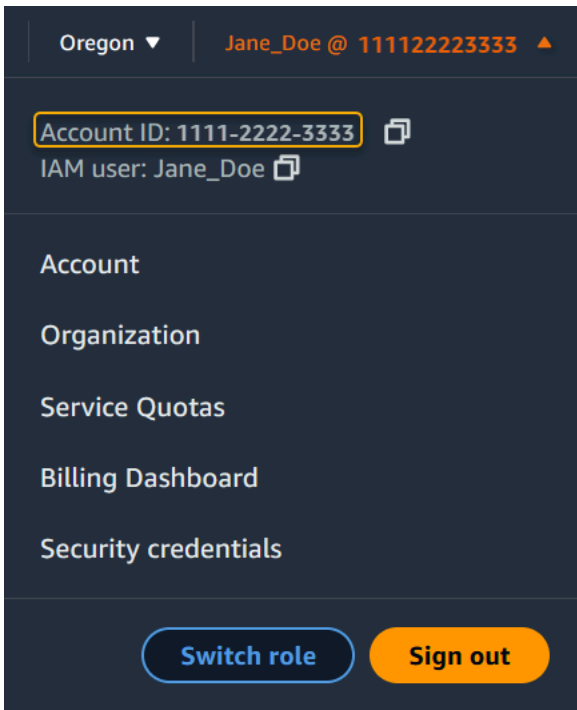 Oregon ▼ Jane_Doe @ 111122223333 ▲
Account ID: 1111-2222-3333
IAM user: Jane_Doe
Account
Organization
Service Quotas
Billing Dashboard
Security credentials
Switch role Sign out